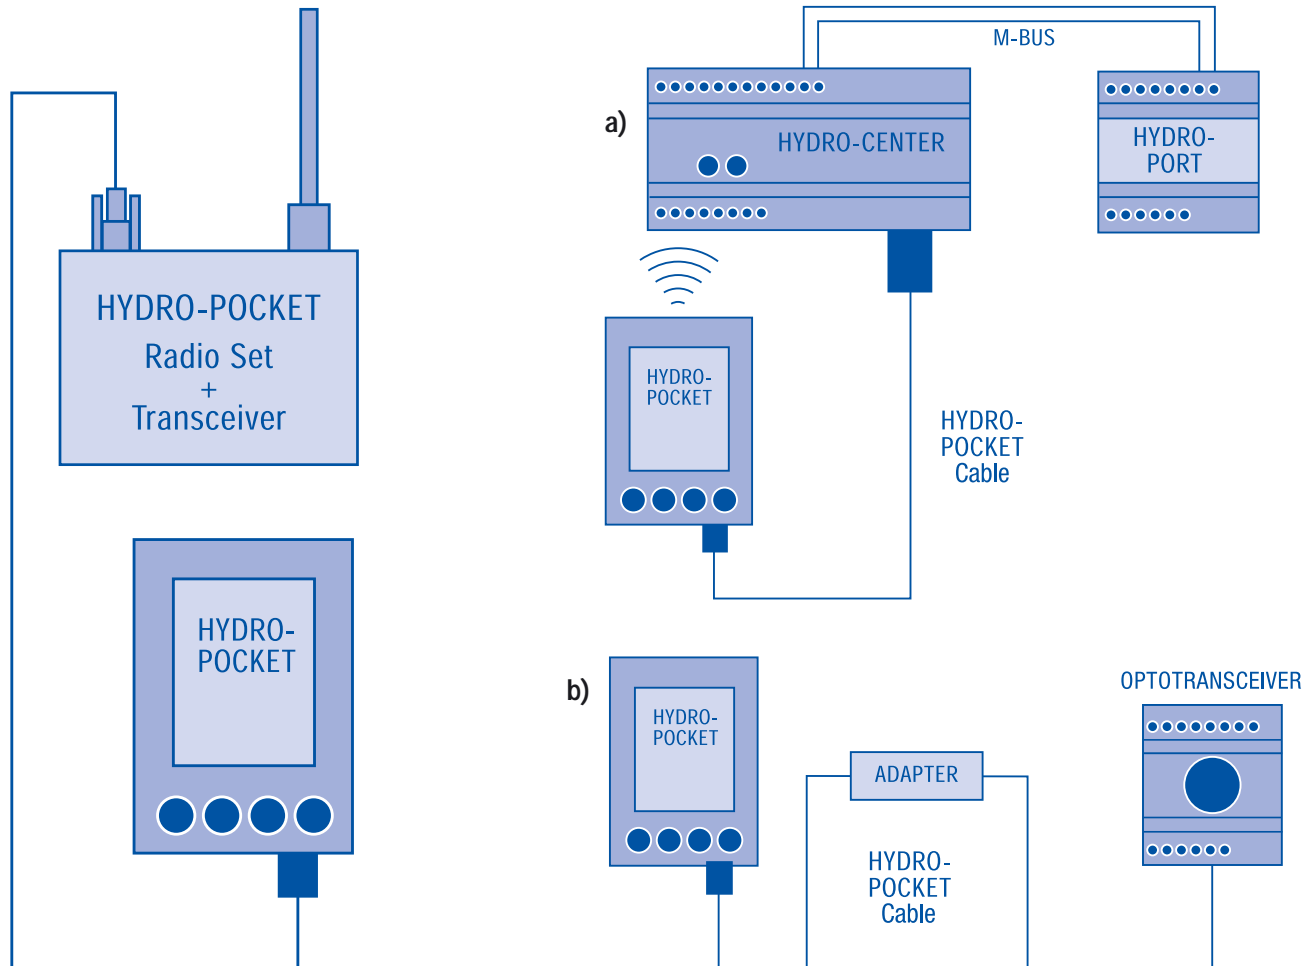 HYDRO-POCKET
Radio Set
+
Transceiver
HYDRO-
POCKET
a)
M-BUS
HYDRO-CENTER
HYDRO-
PORT
HYDRO-
POCKET
HYDRO-
POCKET
Cable
b)
HYDRO-
POCKET
ADAPTER
HYDRO-
POCKET
Cable
OPTOTRANSCEIVER